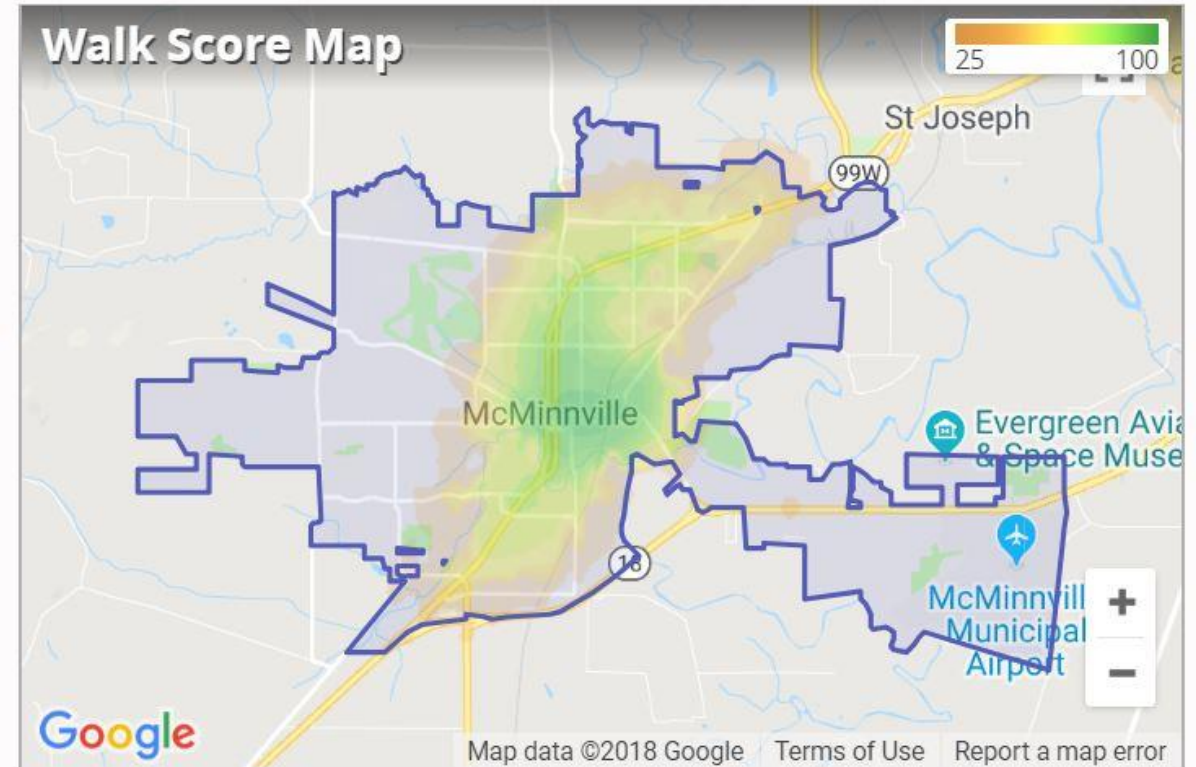 Walk Score Map
25 100
St Joseph
99W
McMinnville
Evergreen Avia
& Space Muse
18
McMinnvill
Municipal
Airport
+
−
Google
Map data ©2018 Google Terms of Use Report a map error